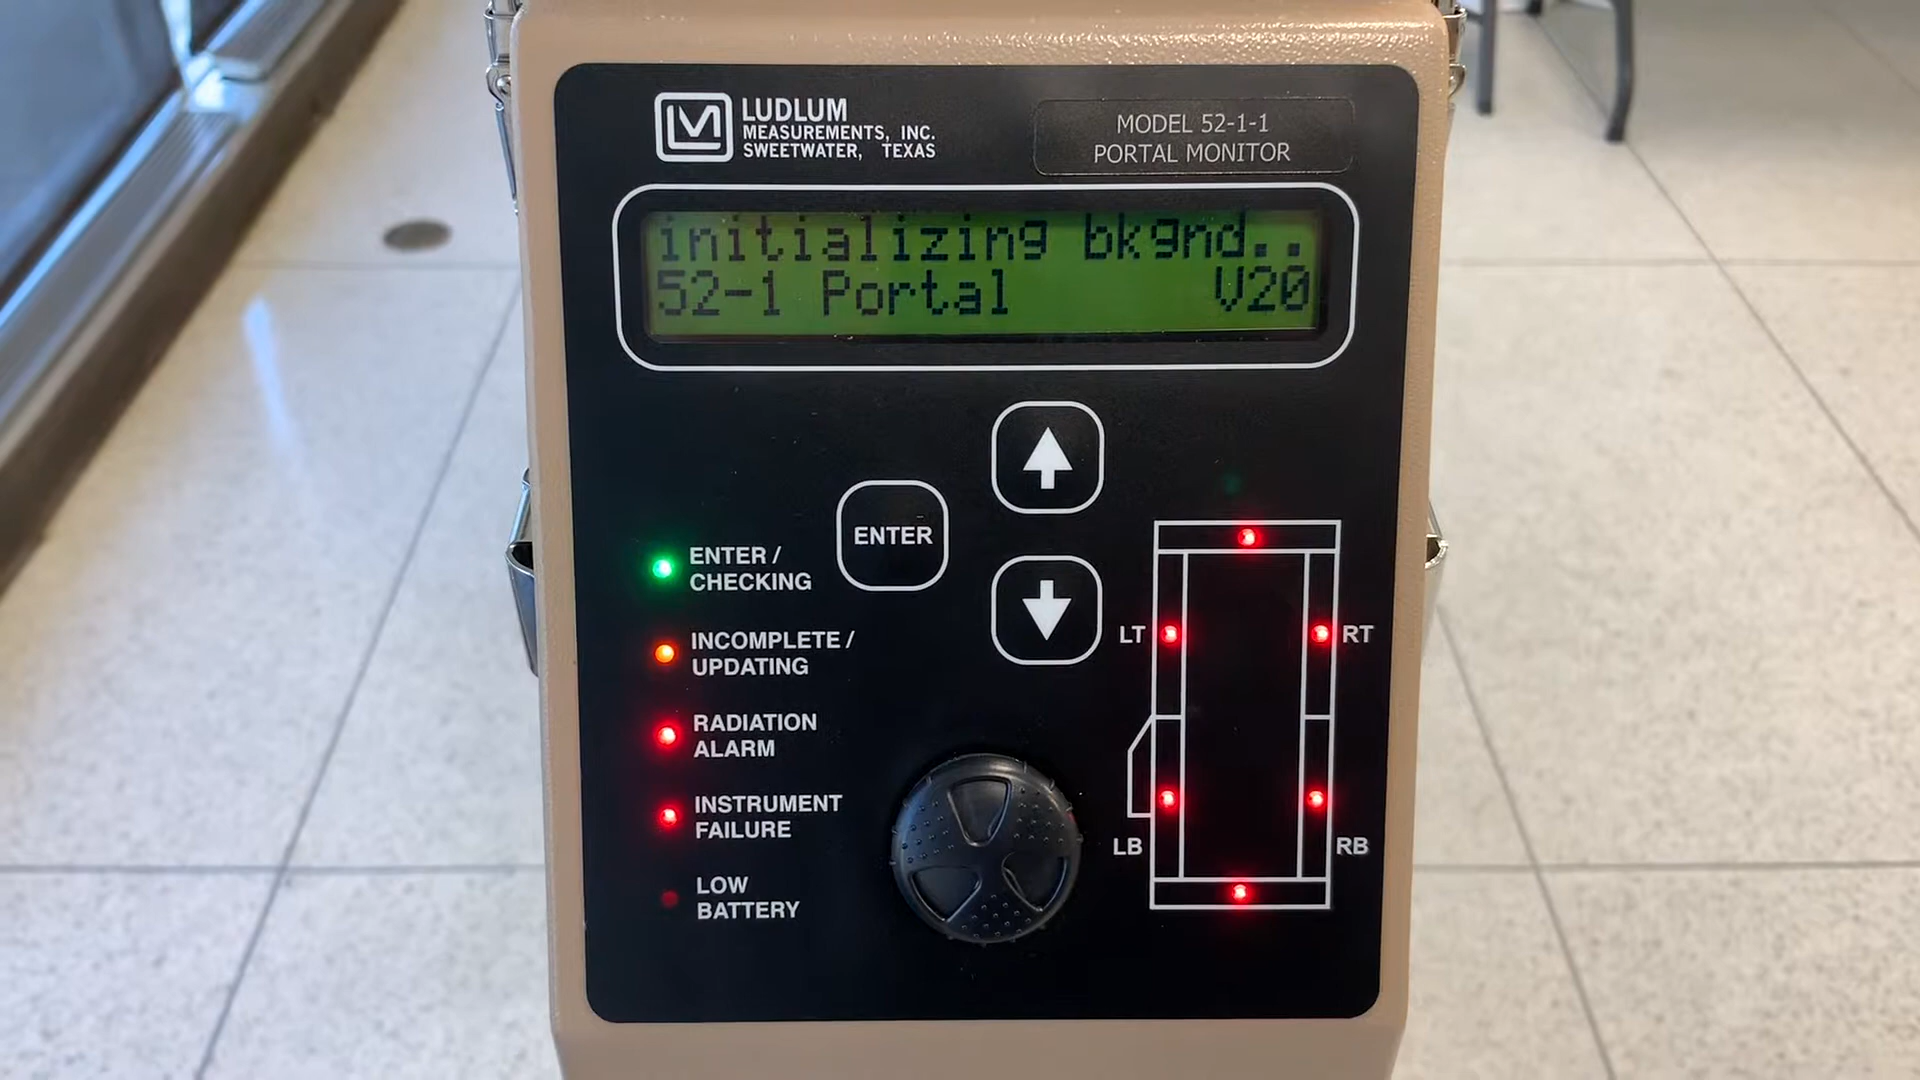 LUDLUM
MEASUREMENTS, INC.
SWEETWATER, TEXAS
MODEL 52-1-1
PORTAL MONITOR
initializing bkgnd..
52-1 Portal V20
ENTER
ENTER /
CHECKING
INCOMPLETE /
UPDATING
RADIATION
ALARM
INSTRUMENT
FAILURE
LOW
BATTERY
LT
RT
LB
RB